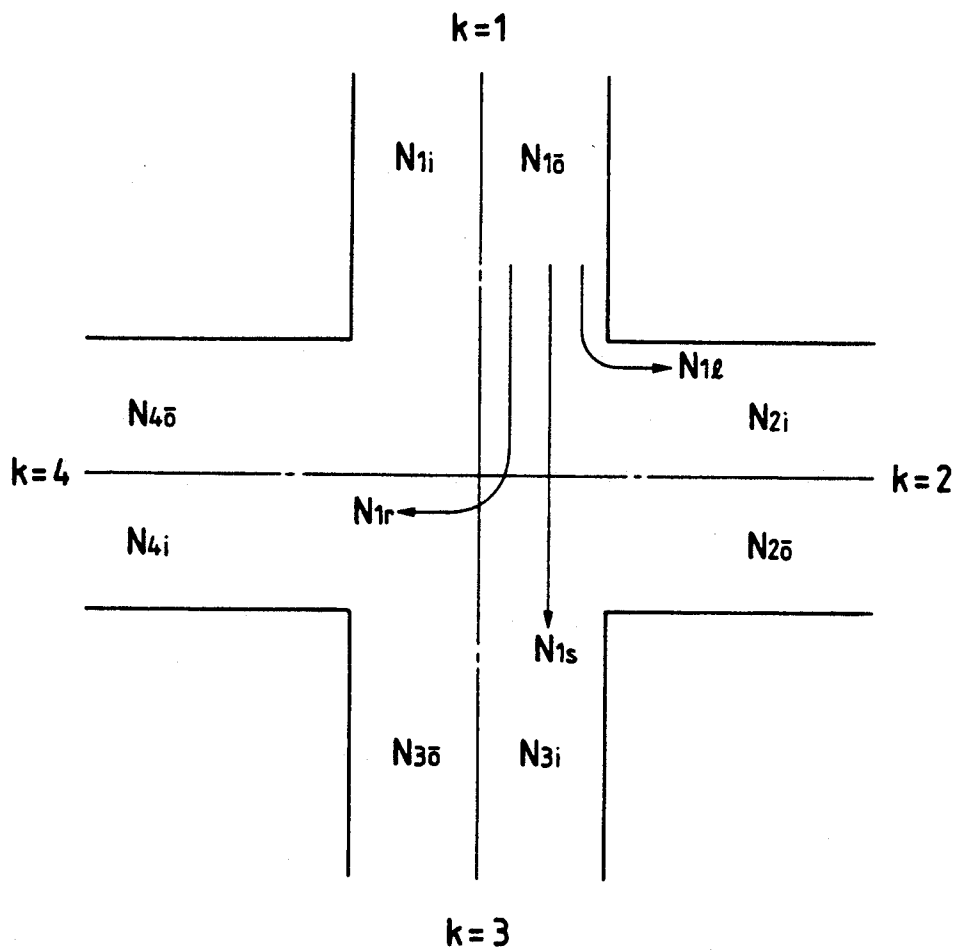 k=1
N1i
N1ō
N1ℓ
N4ō
N2i
k=4
k=2
N1r
N4i
N2ō
N1s
N3ō
N3i
k=3